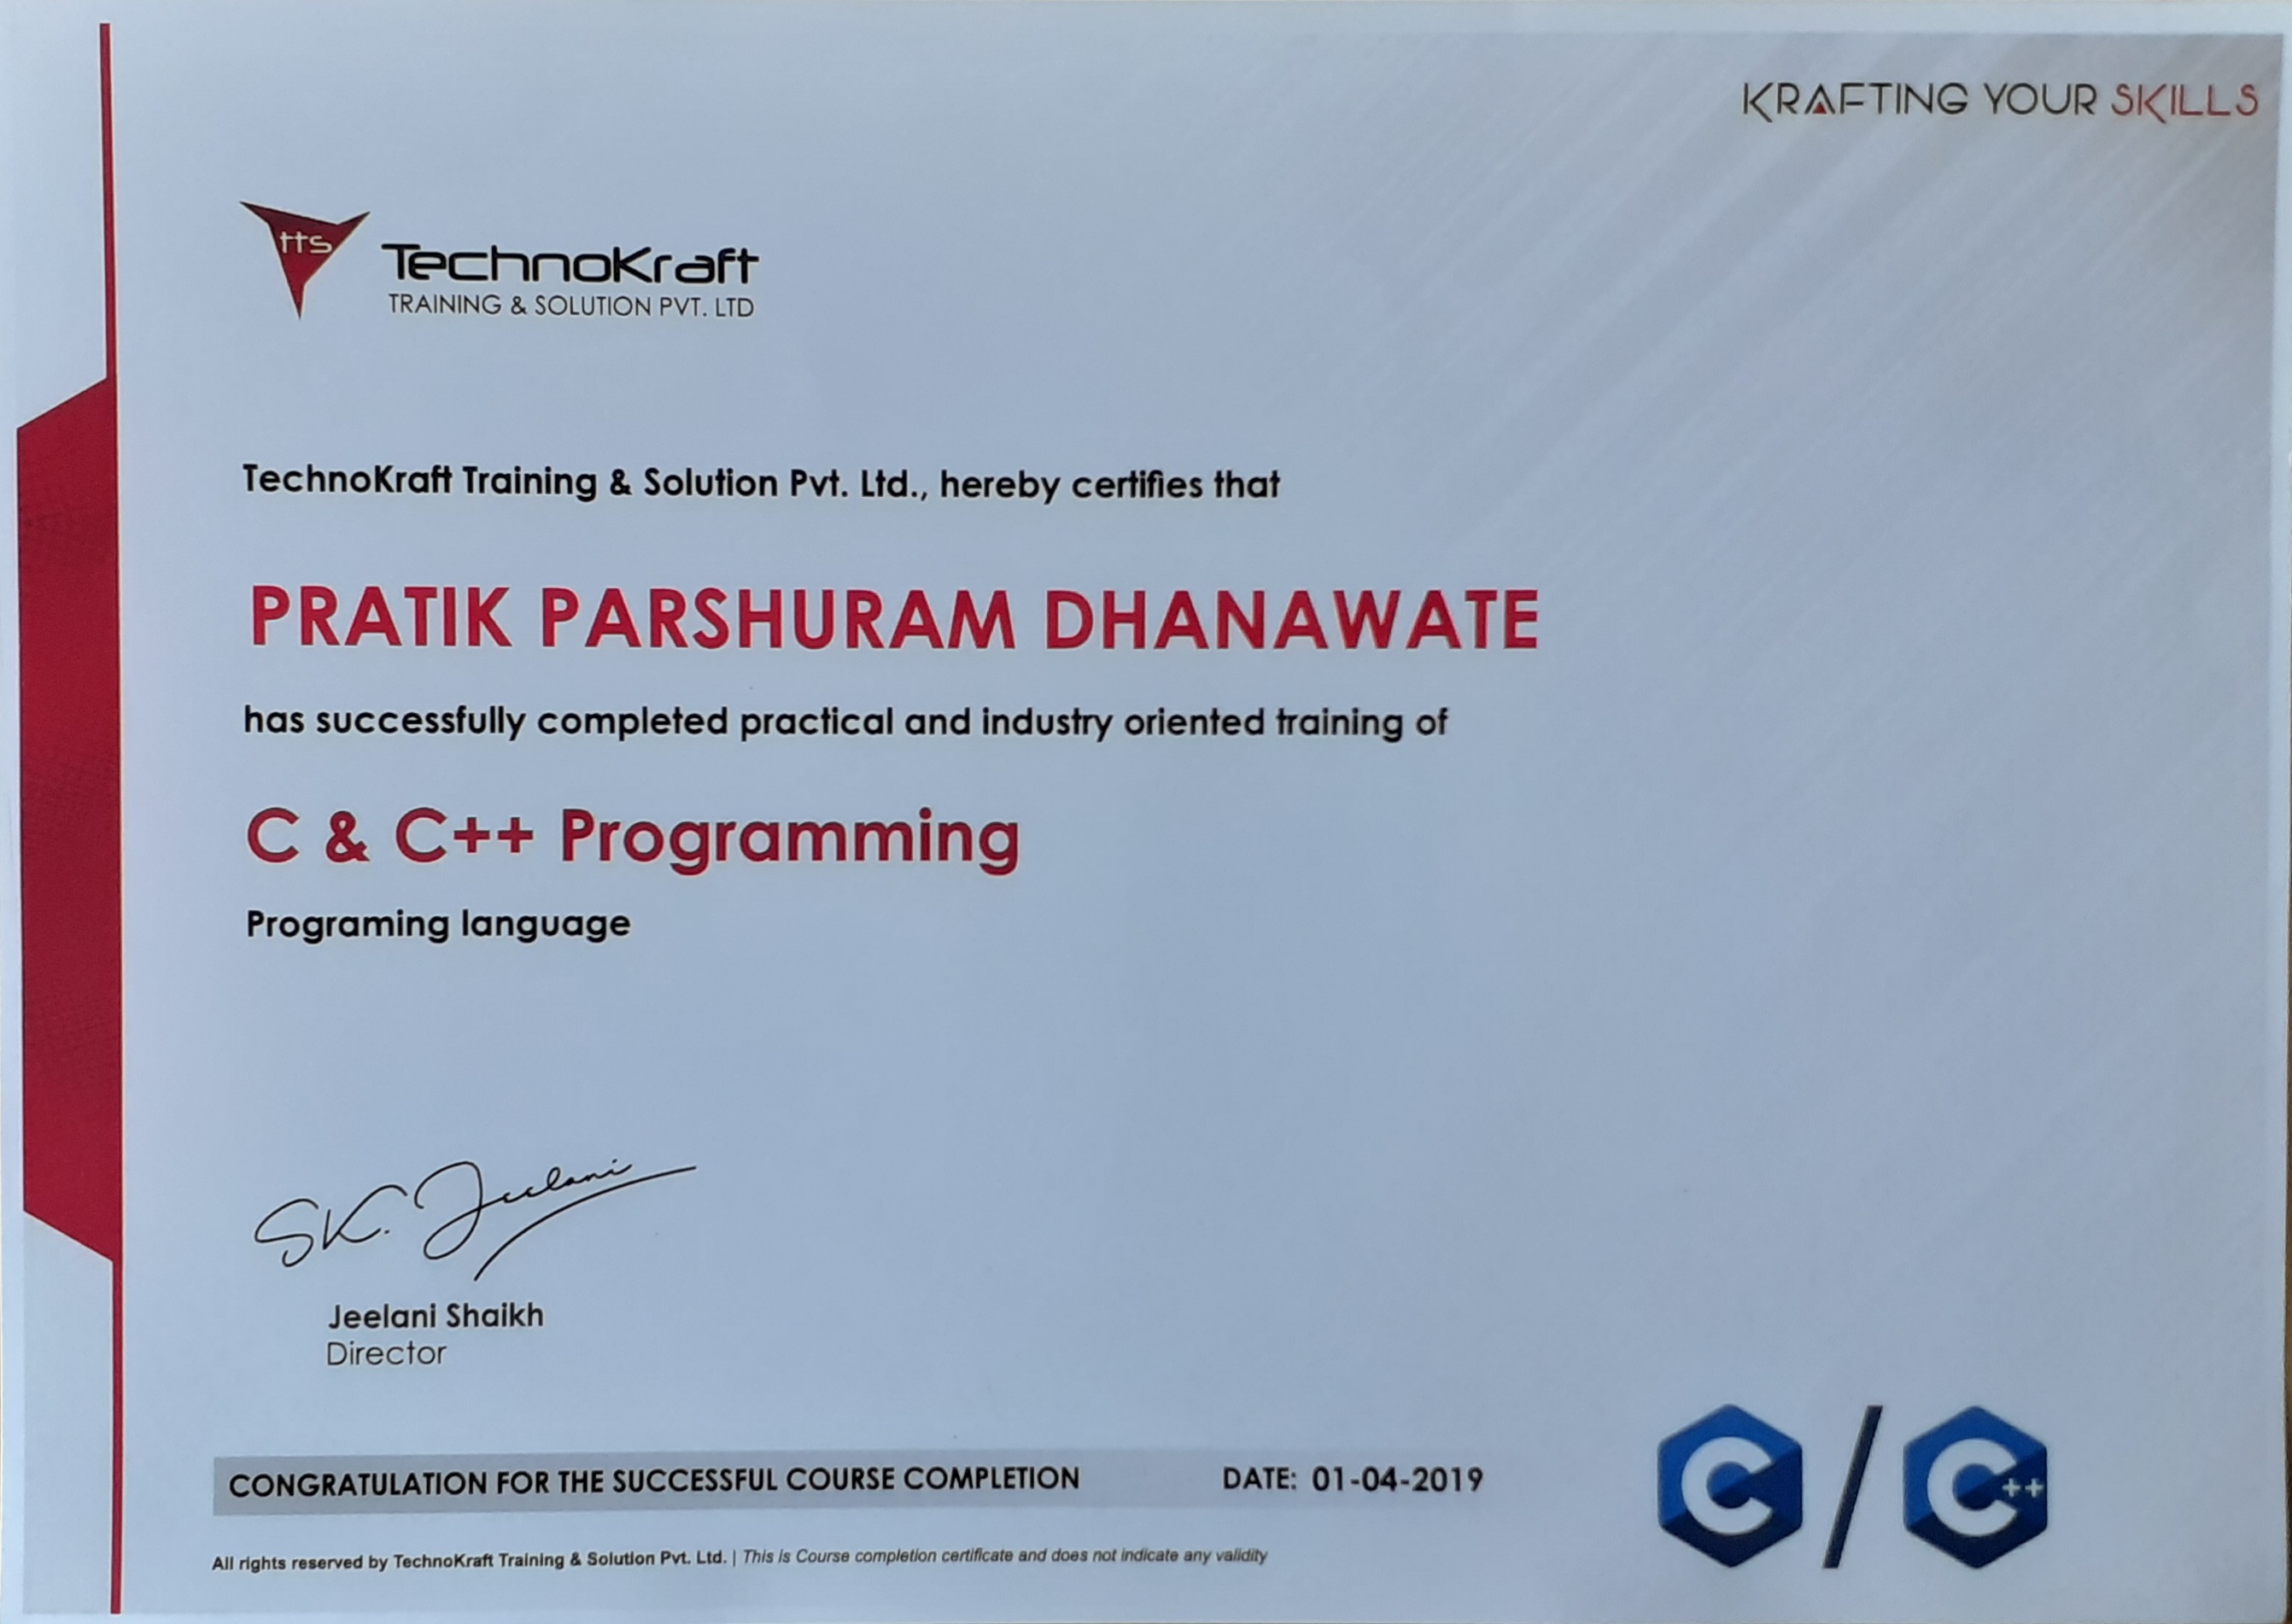 KRAFTING YOUR SKILLS
tts
TechnoKraft
TRAINING & SOLUTION PVT. LTD
TechnoKraft Training & Solution Pvt. Ltd., hereby certifies that
PRATIK PARSHURAM DHANAWATE
has successfully completed practical and industry oriented training of
C & C++ Programming
Programing language
SK. Jeelani
Jeelani Shaikh
Director
CONGRATULATION FOR THE SUCCESSFUL COURSE COMPLETION DATE: 01-04-2019
C / C++
All rights reserved by TechnoKraft Training & Solution Pvt. Ltd. | This is Course completion certificate and does not indicate any validity